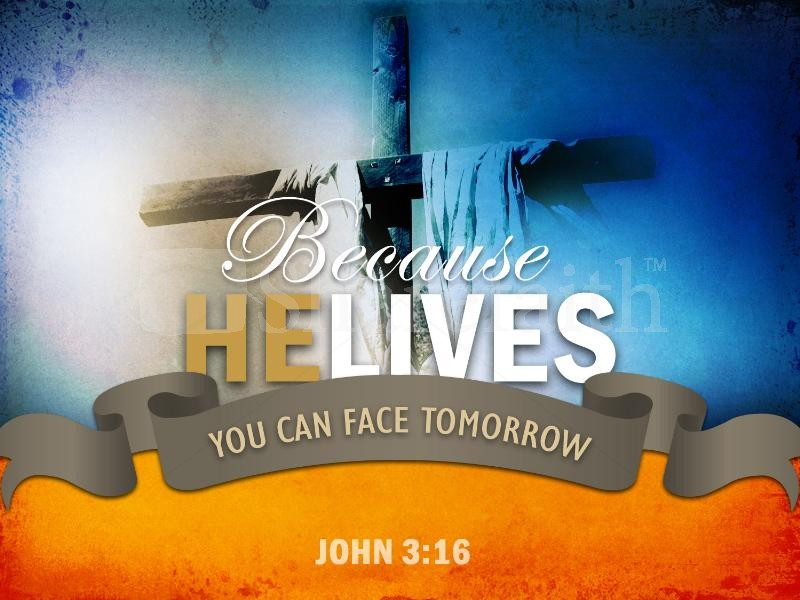 Because
HELIVES
YOU CAN FACE TOMORROW
JOHN 3:16